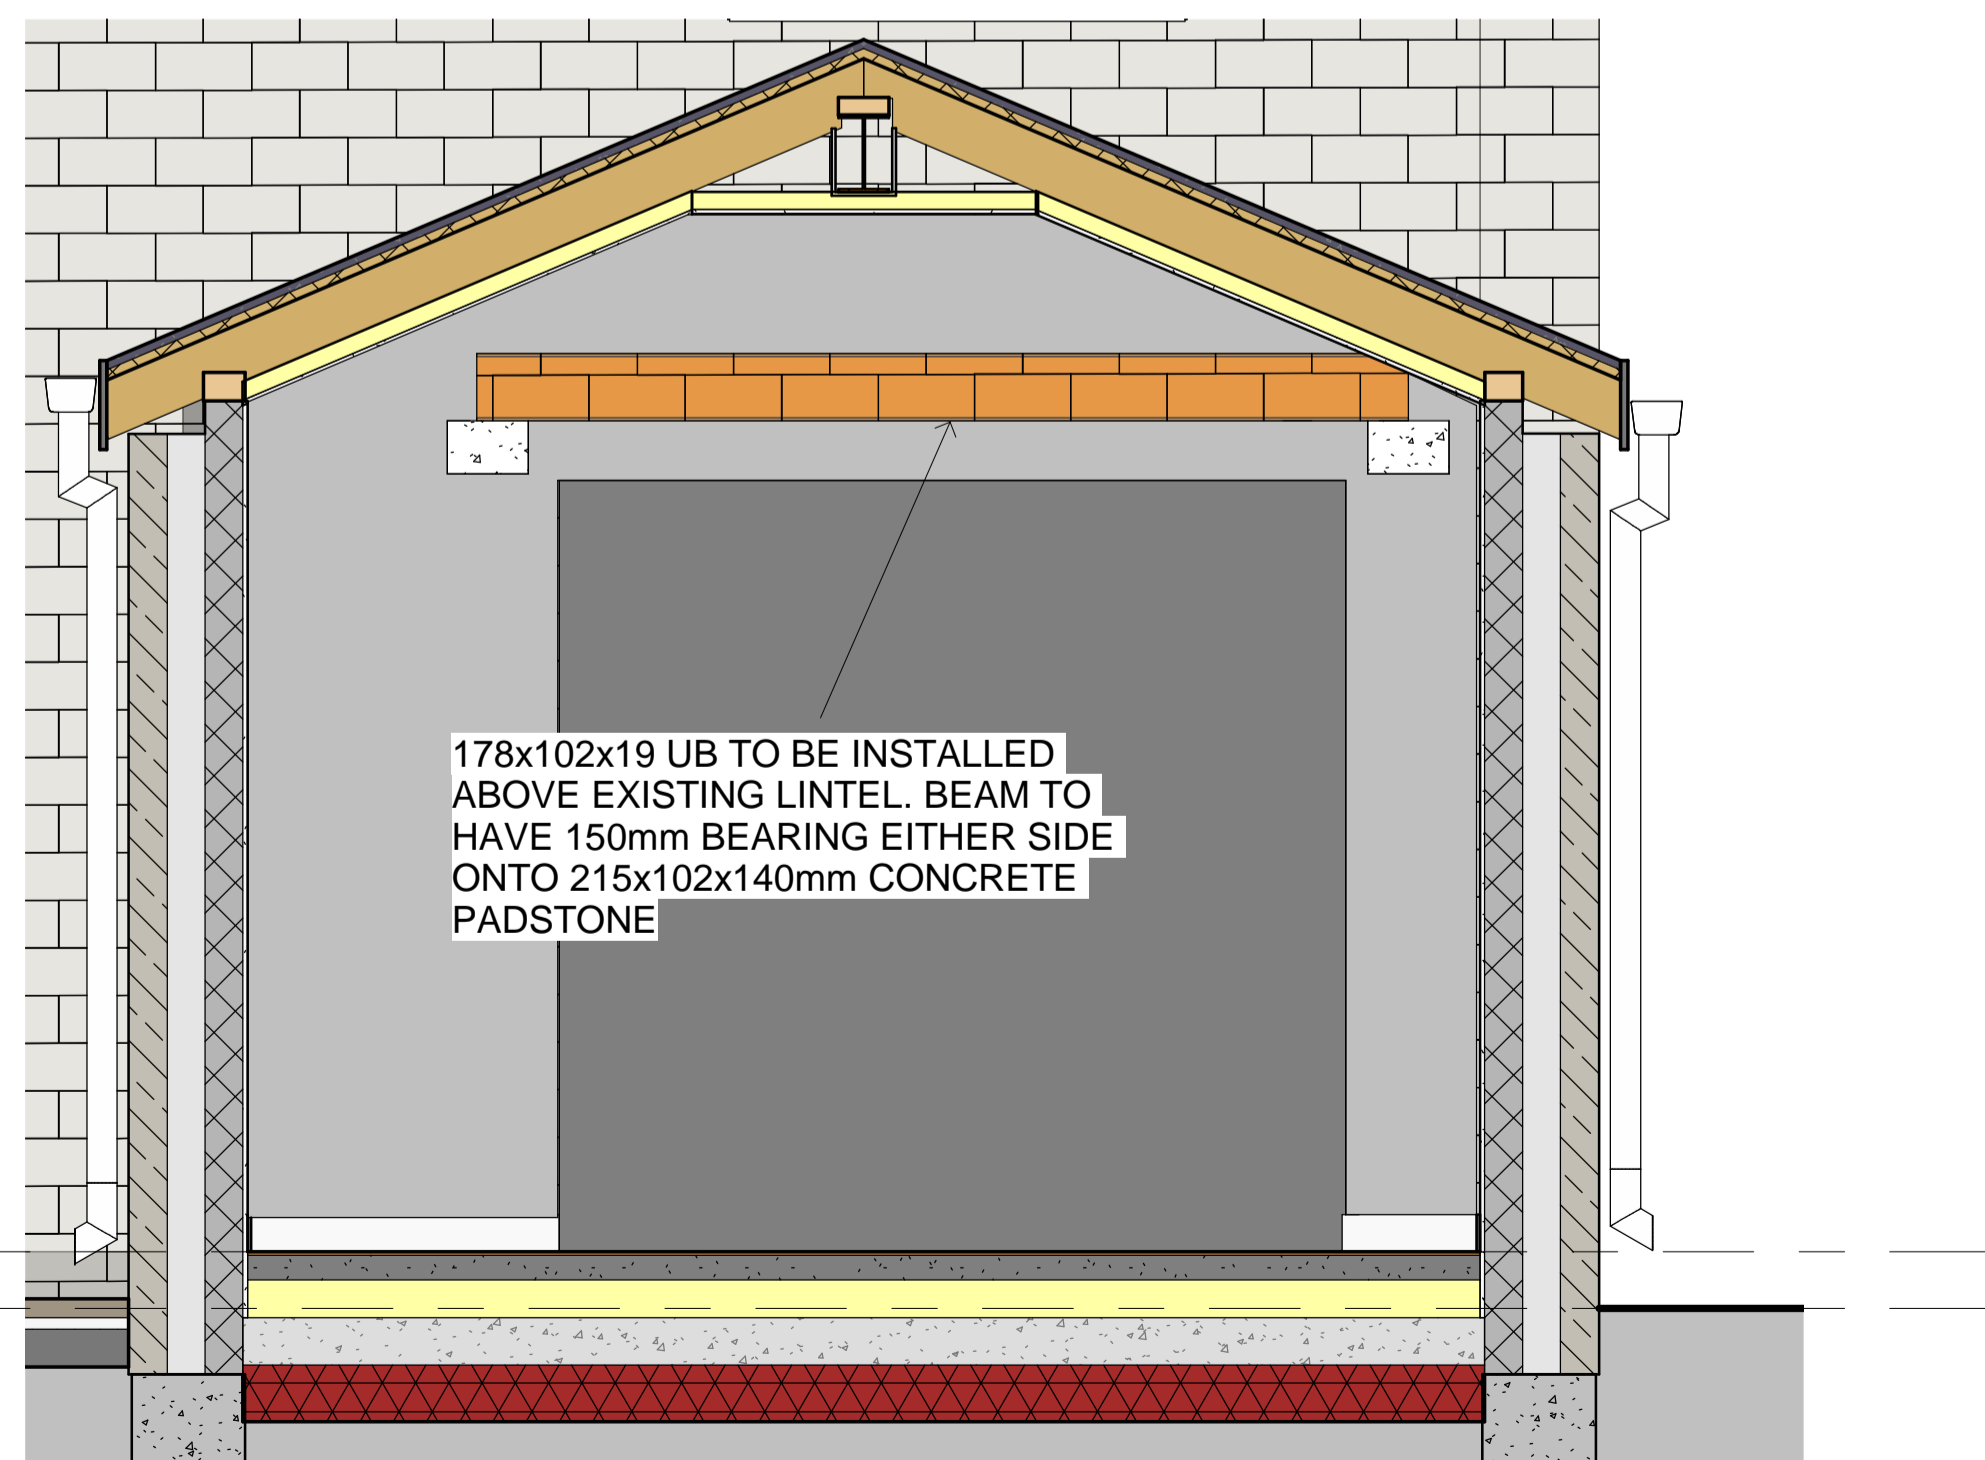 178x102x19 UB TO BE INSTALLED
ABOVE EXISTING LINTEL. BEAM TO
HAVE 150mm BEARING EITHER SIDE
ONTO 215x102x140mm CONCRETE
PADSTONE